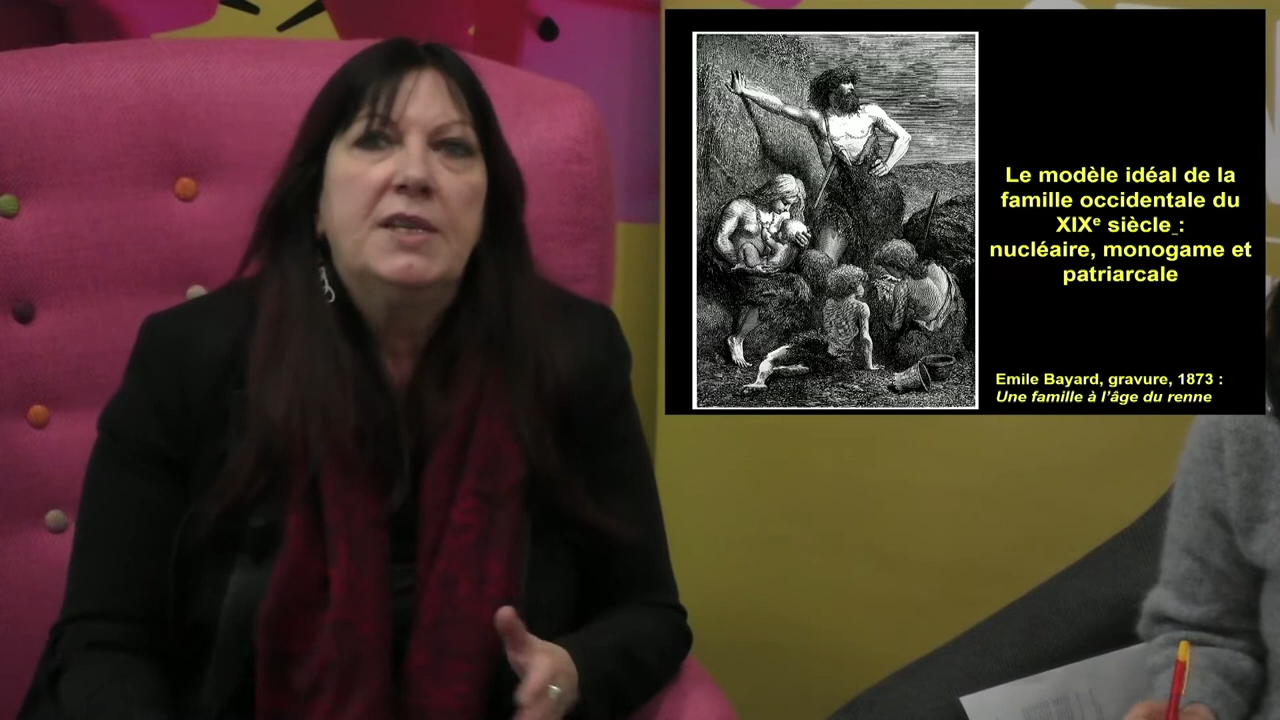 Le modèle idéal de la
famille occidentale du
XIXᵉ siècle :
nucléaire, monogame et
patriarcale
Emile Bayard, gravure, 1873 :
Une famille à l'âge du renne